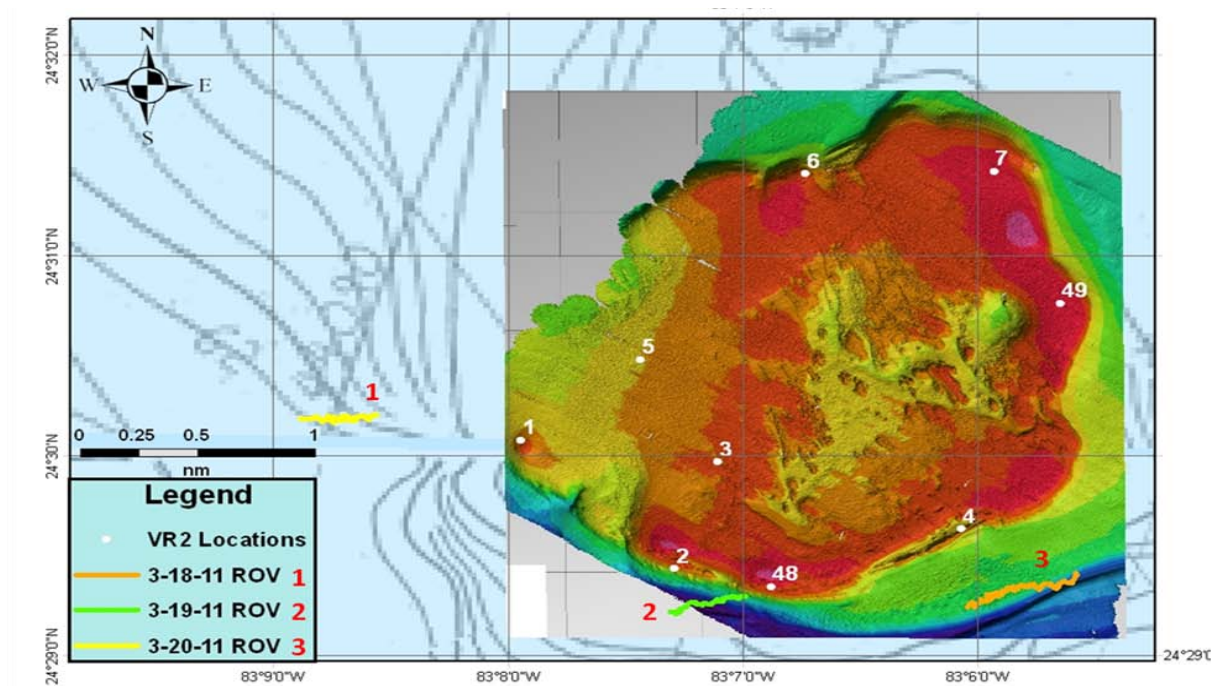 N
W E
S
24°32'0"N
24°31'0"N
24°30'0"N
24°29'0"N
6
7
49
5
1
1
3
4
3
2
48
2
0 0.25 0.5 1
nm
Legend
VR2 Locations
3-18-11 ROV 1
3-19-11 ROV 2
3-20-11 ROV 3
24°29'0
83°9'0"W 83°8'0"W 83°7'0"W 83°6'0"W